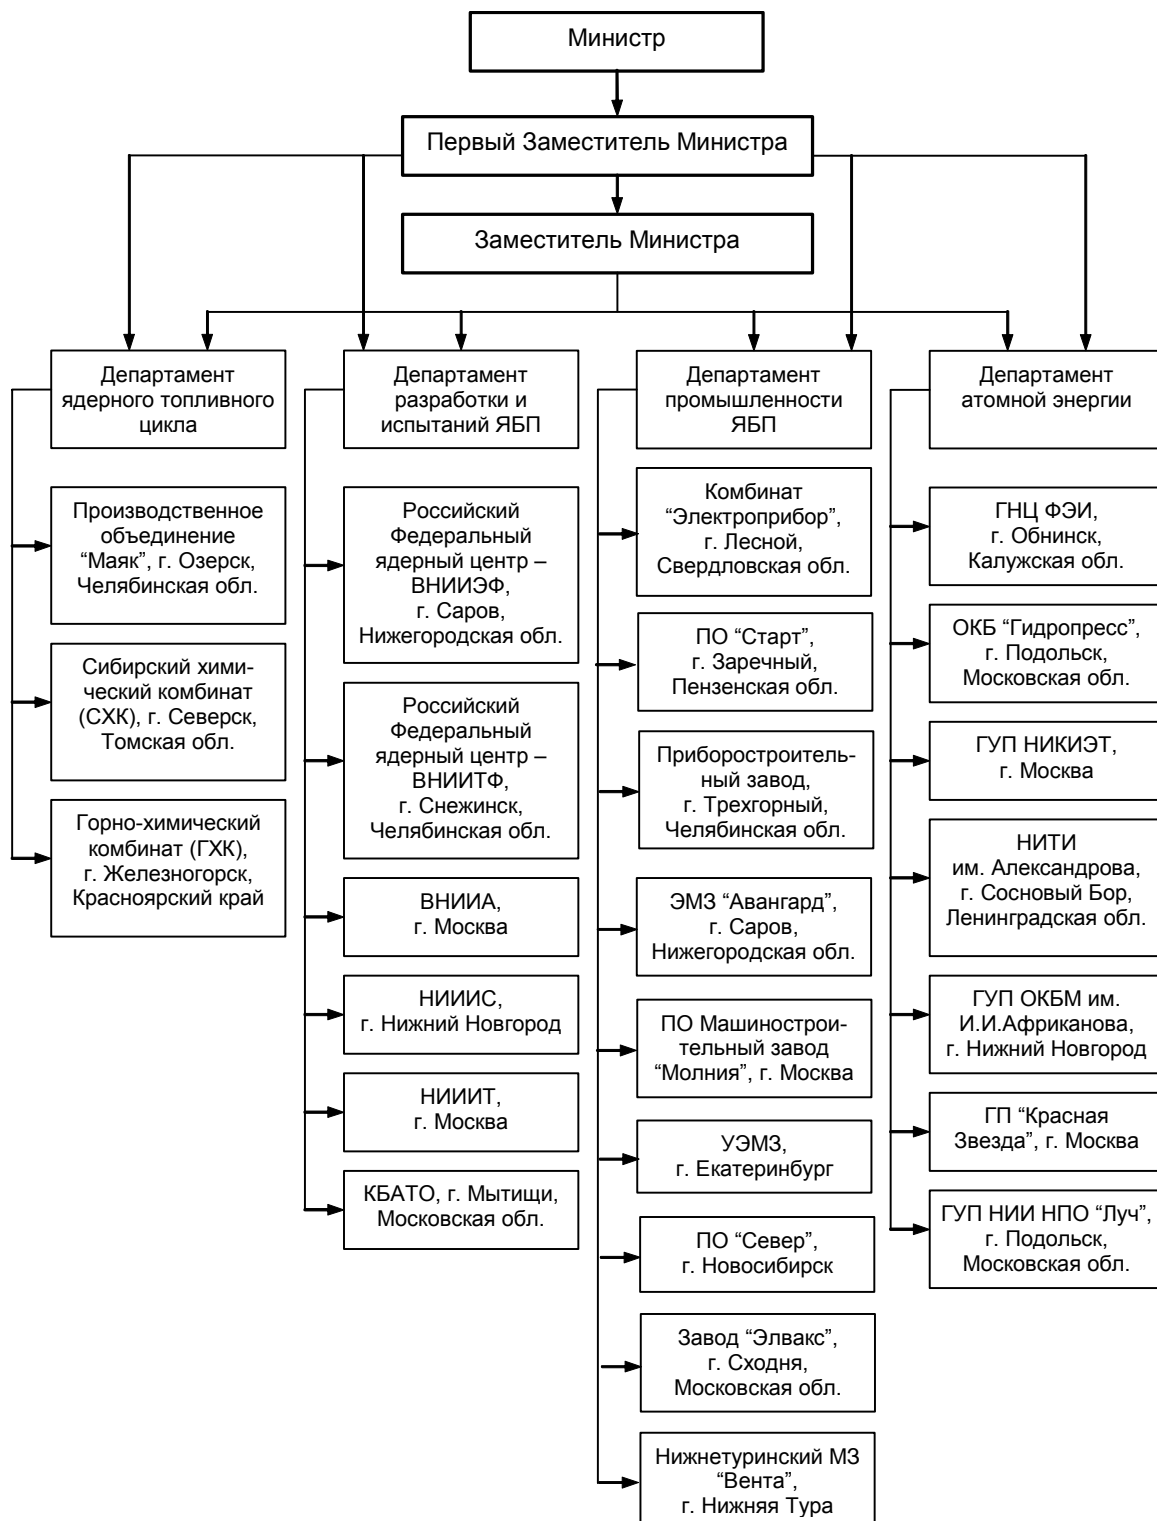 Министр
Первый Заместитель Министра
Заместитель Министра
Департамент
ядерного топливного
цикла
Производственное
объединение
“Маяк”, г. Озерск,
Челябинская обл.
Сибирский хими-
ческий комбинат
(СХК), г. Северск,
Томская обл.
Горно-химический
комбинат (ГХК),
г. Железногорск,
Красноярский край
Департамент
разработки и
испытаний ЯБП
Российский
Федеральный
ядерный центр –
ВНИИЭФ,
г. Саров,
Нижегородская обл.
Российский
Федеральный
ядерный центр –
ВНИИТФ,
г. Снежинск,
Челябинская обл.
ВНИИА,
г. Москва
НИИИС,
г. Нижний Новгород
НИИИТ,
г. Москва
КБАТО, г. Мытищи,
Московская обл.
Департамент
промышленности
ЯБП
Комбинат
“Электроприбор”,
г. Лесной,
Свердловская обл.
ПО “Старт”,
г. Заречный,
Пензенская обл.
Приборостроитель-
ный завод,
г. Трехгорный,
Челябинская обл.
ЭМЗ “Авангард”,
г. Саров,
Нижегородская обл.
ПО Машинострои-
тельный завод
“Молния”, г. Москва
УЭМЗ,
г. Екатеринбург
ПО “Север”,
г. Новосибирск
Завод “Элвакс”,
г. Сходня,
Московская обл.
Нижнетуринский МЗ
“Вента”,
г. Нижняя Тура
Департамент
атомной энергии
ГНЦ ФЭИ,
г. Обнинск,
Калужская обл.
ОКБ “Гидропресс”,
г. Подольск,
Московская обл.
ГУП НИКИЭТ,
г. Москва
НИТИ
им. Александрова,
г. Сосновый Бор,
Ленинградская обл.
ГУП ОКБМ им.
И.И.Африканова,
г. Нижний Новгород
ГП “Красная
Звезда”, г. Москва
ГУП НИИ НПО “Луч”,
г. Подольск,
Московская обл.